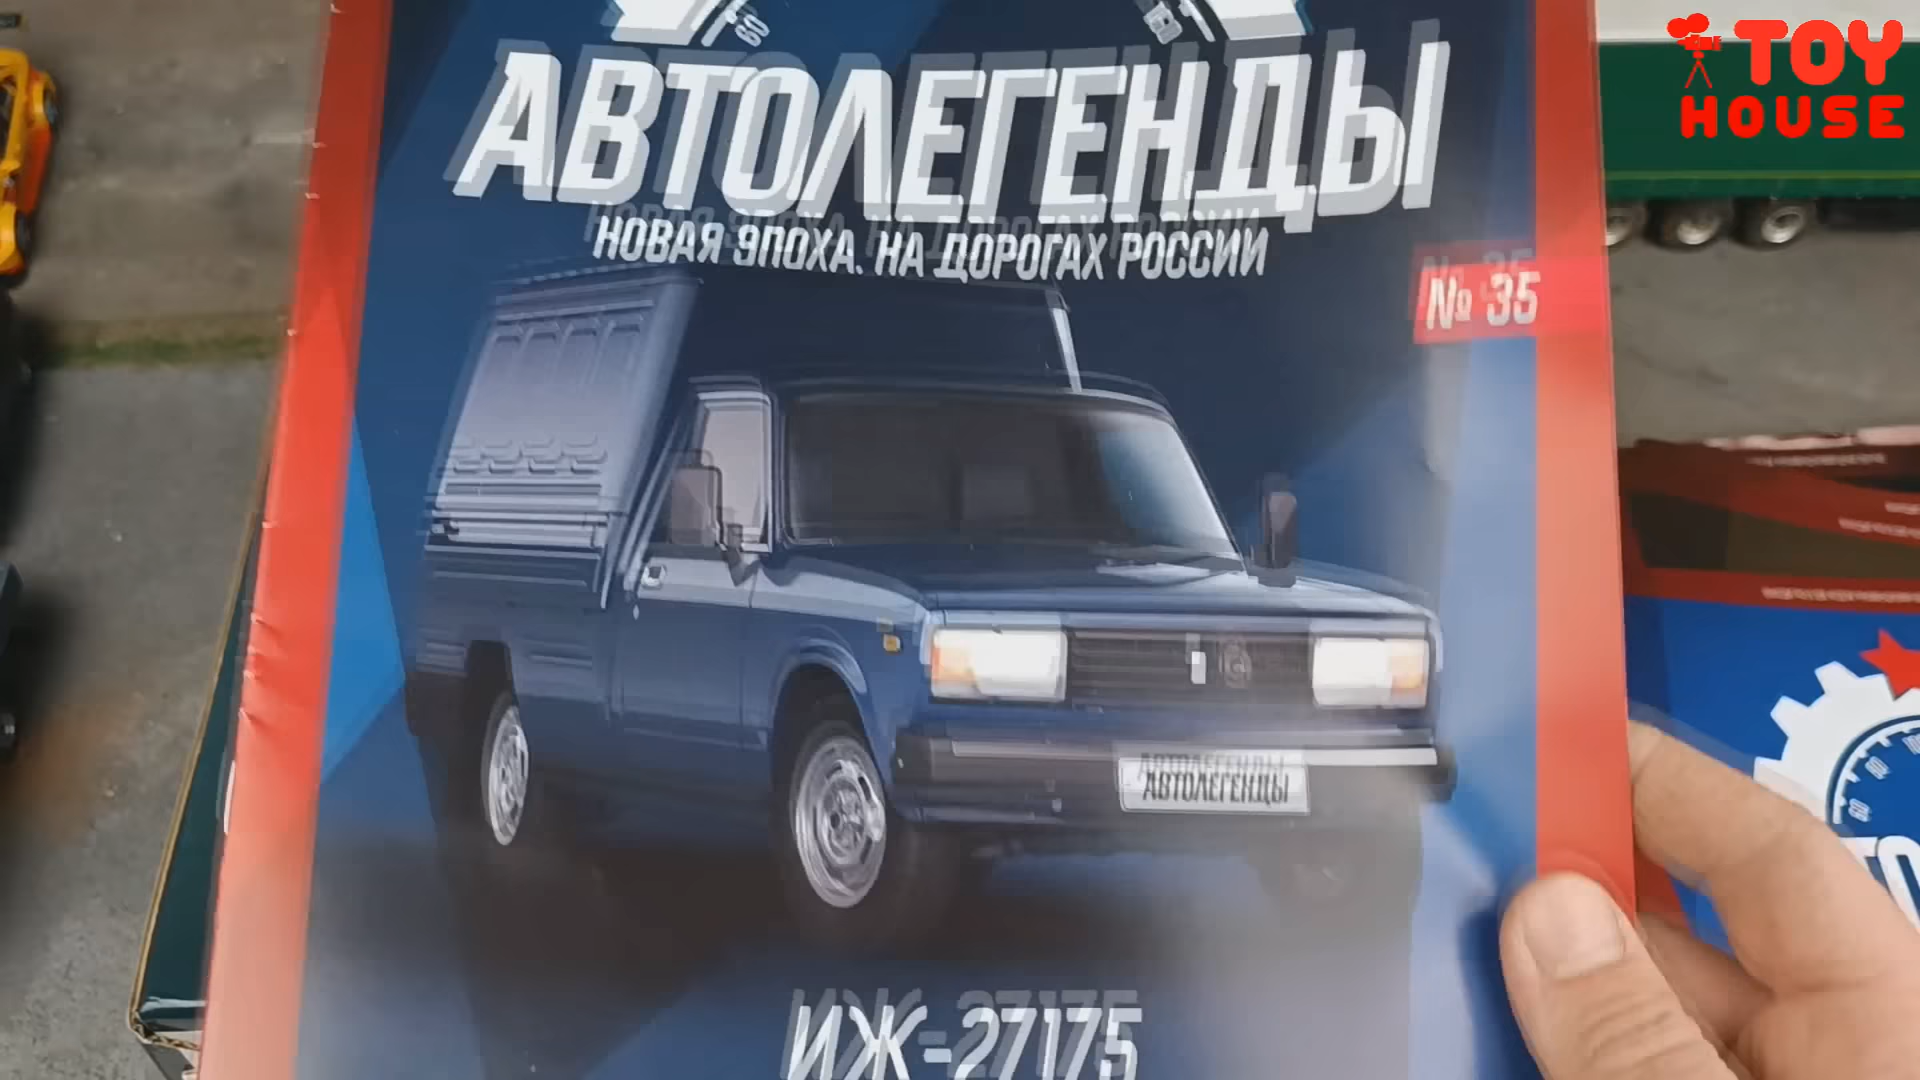 TOY
HOUSE
АВТОЛЕГЕНДЫ
НОВАЯ ЭПОХА. НА ДОРОГАХ РОССИИ
№ 35
АВТОЛЕГЕНДЫ
ИЖ-27175